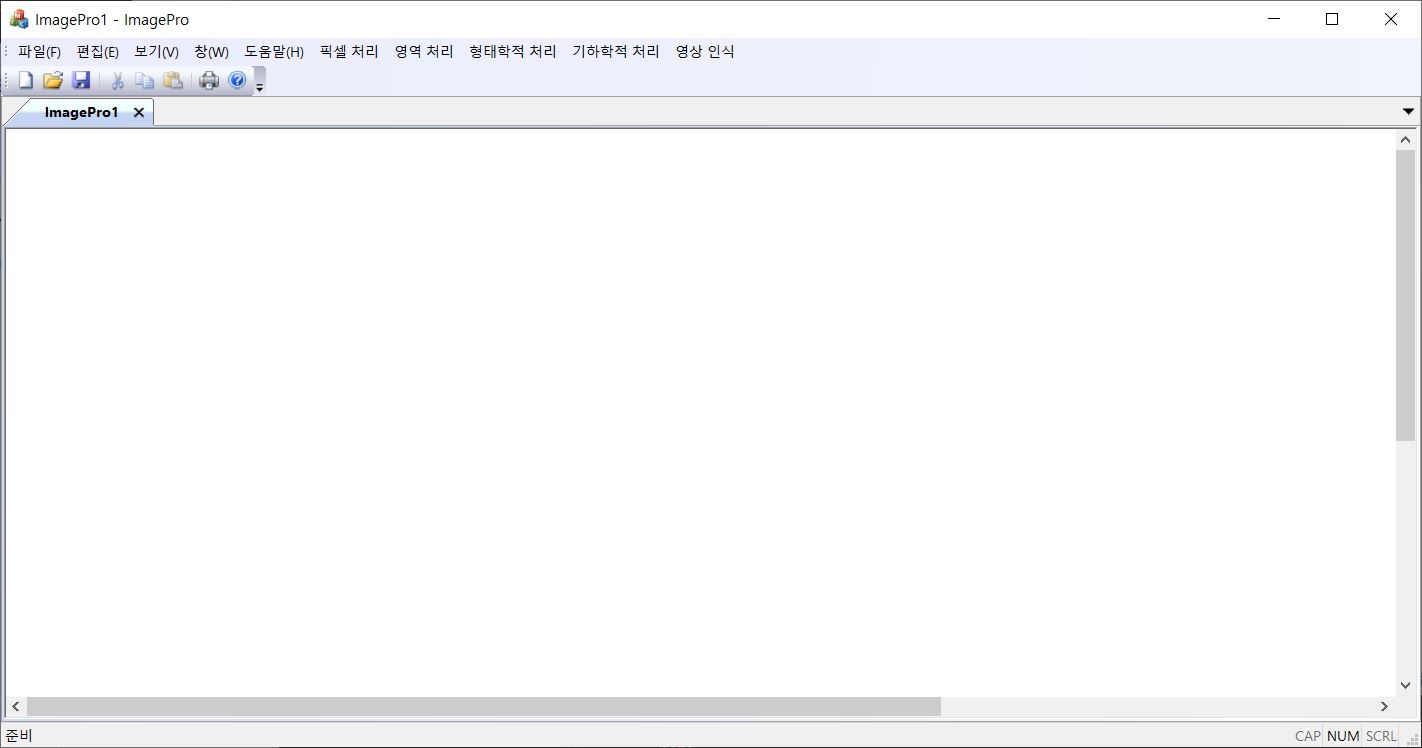 ImagePro1 - ImagePro
파일(F) 편집(E) 보기(V) 창(W) 도움말(H) 픽셀 처리 영역 처리 형태학적 처리 기하학적 처리 영상 인식
ImagePro1
준비 CAP NUM SCRL